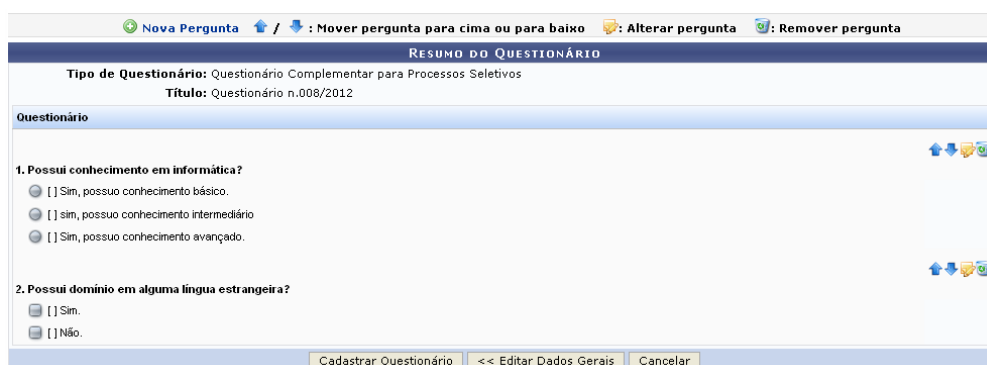 Nova Pergunta / : Mover pergunta para cima ou para baixo : Alterar pergunta : Remover pergunta
RESUMO DO QUESTIONÁRIO
Tipo de Questionário: Questionário Complementar para Processos Seletivos
Título: Questionário n.008/2012
Questionário
1. Possui conhecimento em informática?
[ ] Sim, possuo conhecimento básico.
[ ] sim, possuo conhecimento intermediário
[ ] Sim, possuo conhecimento avançado.
2. Possui domínio em alguma língua estrangeira?
[ ] Sim.
[ ] Não.
Cadastrar Questionário << Editar Dados Gerais Cancelar